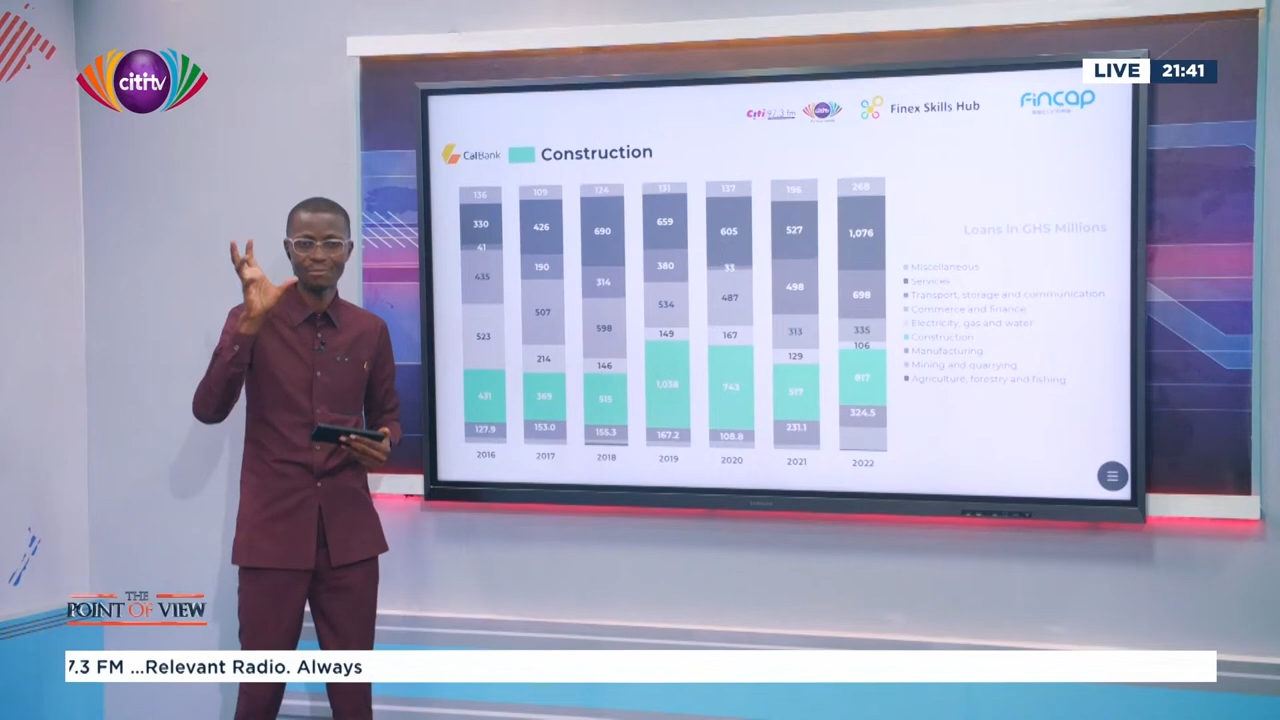 citi tv
LIVE 21:41
Citi 97.3 fm
Finex Skills Hub
Fincap
CalBank
Construction
136 109 124 131 137 196 268
330 426 690 659 605 527 1,076
41 190 314 380 33 498 698
435 507 598 534 487 313 335
523 214 146 149 167 129 106
431 369 515 1,038 743 517 817
127.9 153.0 155.3 167.2 108.8 231.1 324.5
2016 2017 2018 2019 2020 2021 2022
Loans in GHS Millions
Miscellaneous
Services
Transport, storage and communication
Commerce and finance
Electricity, gas and water
Construction
Manufacturing
Mining and quarrying
Agriculture, forestry and fishing
THE
POINT OF VIEW
7.3 FM ...Relevant Radio. Always